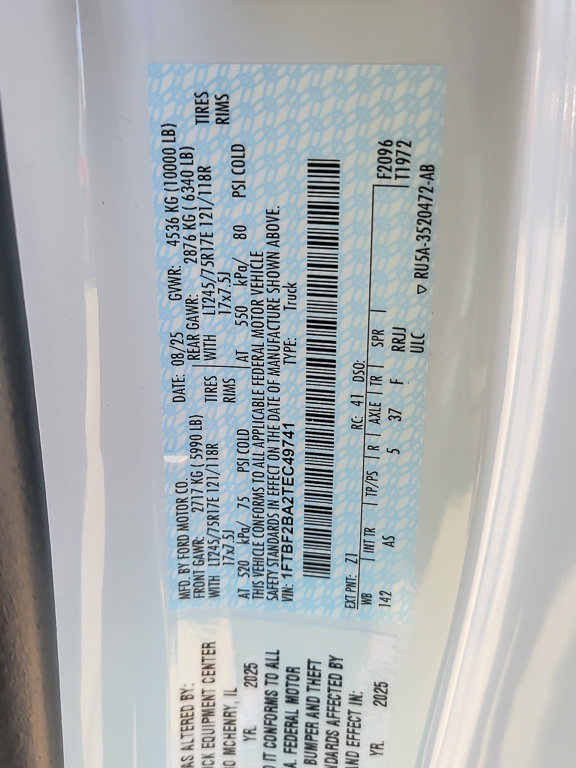 MFD. BY FORD MOTOR CO.
DATE: 08/25 GVWR: 4536 KG (10000 LB)
FRONT GAWR: 2717 KG ( 5990 LB)
REAR GAWR: 2876 KG ( 6340 LB)
WITH LT245/75R17E 121/118R TIRES
WITH LT245/75R17E 121/118R TIRES
17x7.5J RIMS
17x7.5J RIMS
AT 520 kPa/ 75 PSI COLD
AT 550 kPa/ 80 PSI COLD
THIS VEHICLE CONFORMS TO ALL APPLICABLE FEDERAL MOTOR VEHICLE
SAFETY STANDARDS IN EFFECT ON THE DATE OF MANUFACTURE SHOWN ABOVE.
VIN: 1FTBF2BA2TEC49741 TYPE: Truck
EXT PNT: Z1 RC: 41 DSO: F2096
WB INT TR TP/PS R AXLE TR SPR T1972
142 AS 5 37 F RRJJ
ULC ▽ RU5A-3520472-AB
AS ALTERED BY:
CK EQUIPMENT CENTER
MCHENRY, IL
YR. 2025
IT CONFORMS TO ALL
FEDERAL MOTOR
BUMPER AND THEFT
DARDS AFFECTED BY
ND EFFECT IN:
YR. 2025